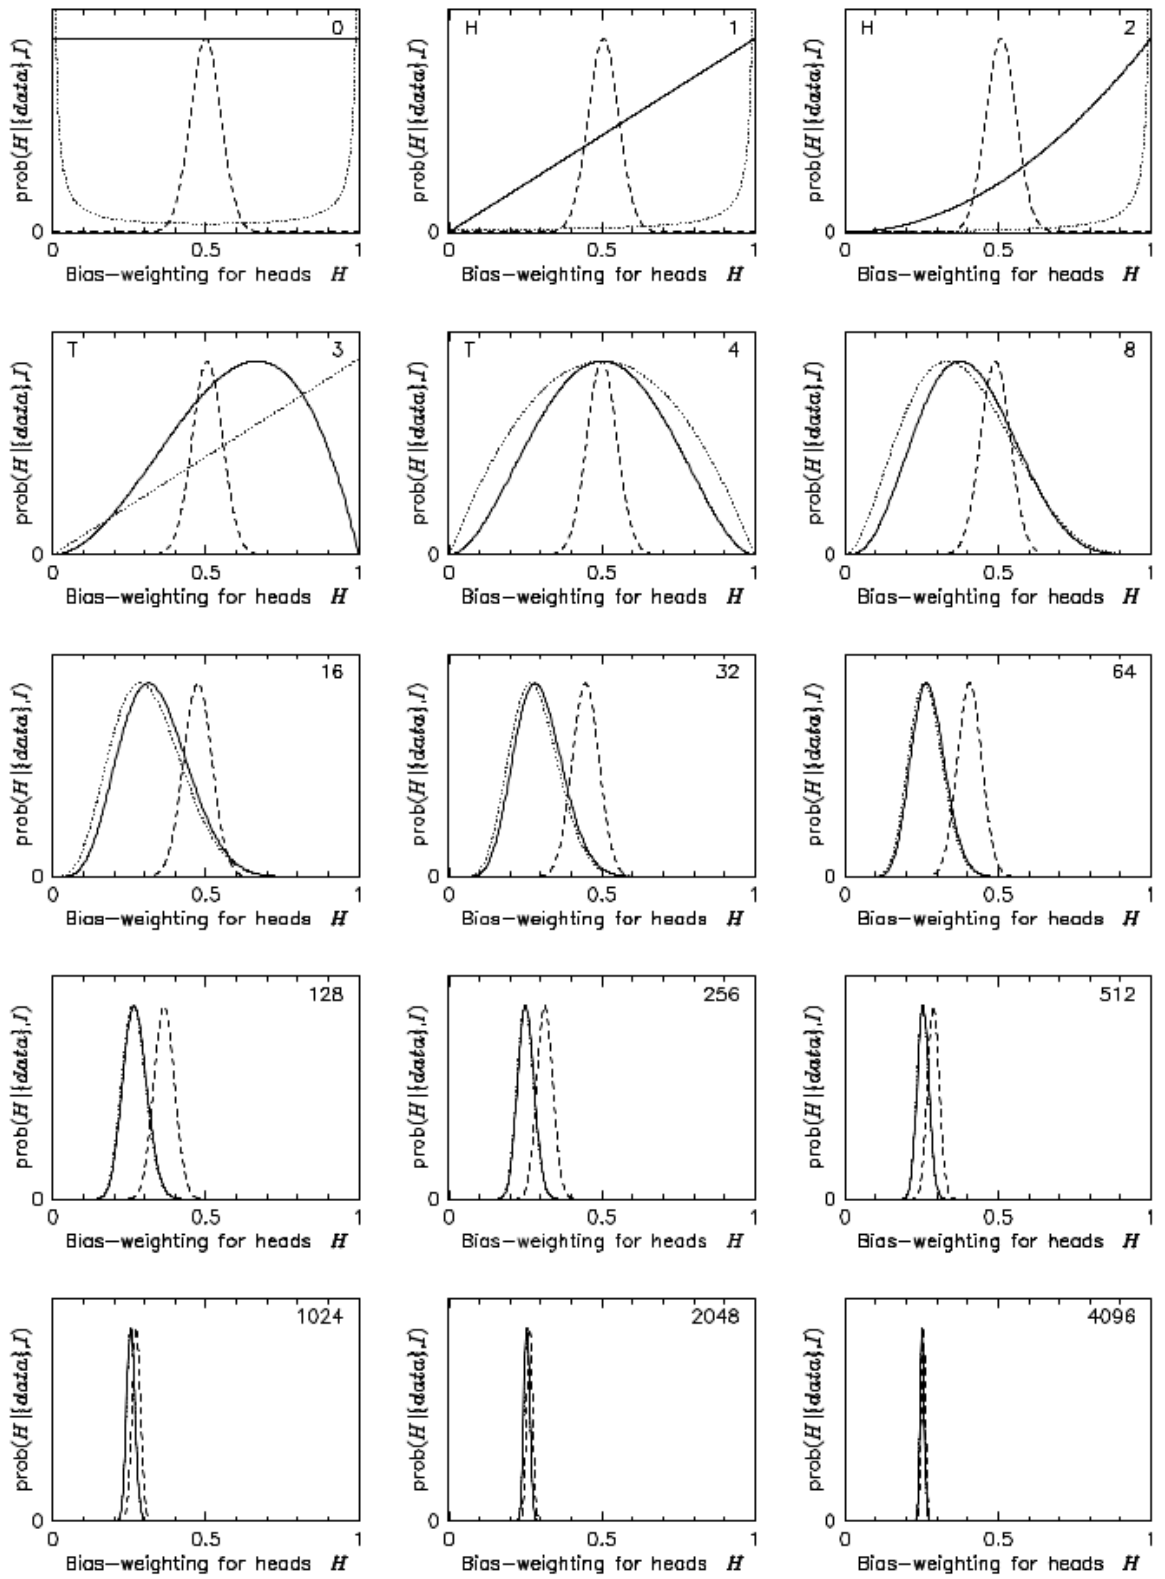 prob(H|{data},I)
0
0
0 0.5 1
Bias-weighting for heads H
prob(H|{data},I)
H 1
0
0 0.5 1
Bias-weighting for heads H
prob(H|{data},I)
H 2
0
0 0.5 1
Bias-weighting for heads H
prob(H|{data},I)
T 3
0
0 0.5 1
Bias-weighting for heads H
prob(H|{data},I)
T 4
0
0 0.5 1
Bias-weighting for heads H
prob(H|{data},I)
8
0
0 0.5 1
Bias-weighting for heads H
prob(H|{data},I)
16
0
0 0.5 1
Bias-weighting for heads H
prob(H|{data},I)
32
0
0 0.5 1
Bias-weighting for heads H
prob(H|{data},I)
64
0
0 0.5 1
Bias-weighting for heads H
prob(H|{data},I)
128
0
0 0.5 1
Bias-weighting for heads H
prob(H|{data},I)
256
0
0 0.5 1
Bias-weighting for heads H
prob(H|{data},I)
512
0
0 0.5 1
Bias-weighting for heads H
prob(H|{data},I)
1024
0
0 0.5 1
Bias-weighting for heads H
prob(H|{data},I)
2048
0
0 0.5 1
Bias-weighting for heads H
prob(H|{data},I)
4096
0
0 0.5 1
Bias-weighting for heads H